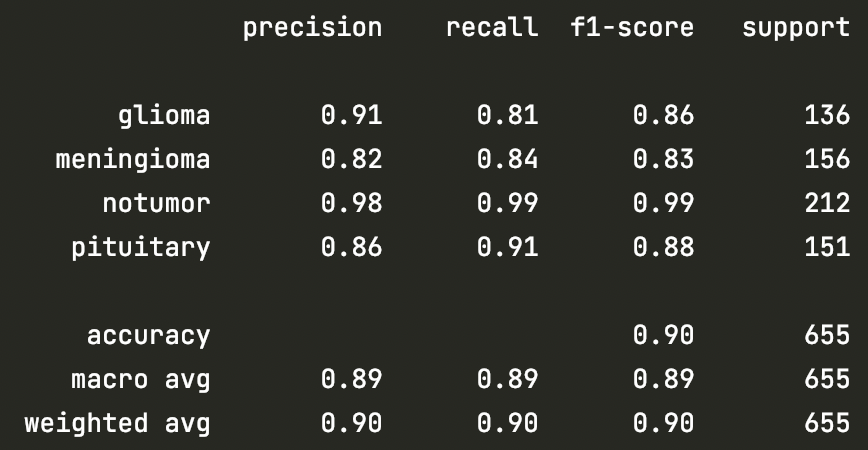 precision recall f1-score support
glioma 0.91 0.81 0.86 136
meningioma 0.82 0.84 0.83 156
notumor 0.98 0.99 0.99 212
pituitary 0.86 0.91 0.88 151
accuracy 0.90 655
macro avg 0.89 0.89 0.89 655
weighted avg 0.90 0.90 0.90 655